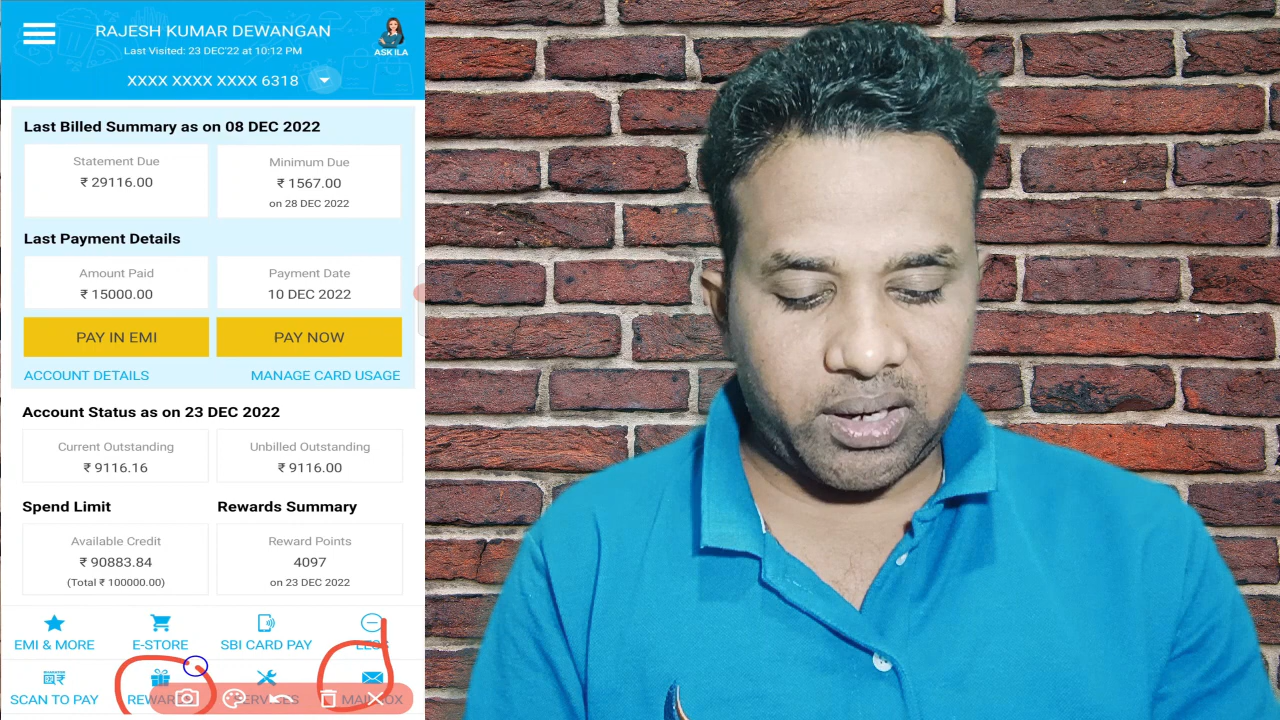 RAJESH KUMAR DEWANGAN
Last Visited: 23 DEC'22 at 10:12 PM
ASK ILA
XXXX XXXX XXXX 6318
Last Billed Summary as on 08 DEC 2022
Statement Due
Minimum Due
₹ 29116.00
₹ 1567.00
on 28 DEC 2022
Last Payment Details
Amount Paid
Payment Date
₹ 15000.00
10 DEC 2022
PAY IN EMI
PAY NOW
ACCOUNT DETAILS
MANAGE CARD USAGE
Account Status as on 23 DEC 2022
Current Outstanding
Unbilled Outstanding
₹ 9116.16
₹ 9116.00
Spend Limit
Rewards Summary
Available Credit
Reward Points
₹ 90883.84
4097
(Total ₹ 100000.00)
on 23 DEC 2022
EMI & MORE
E-STORE
SBI CARD PAY
LESS
SCAN TO PAY